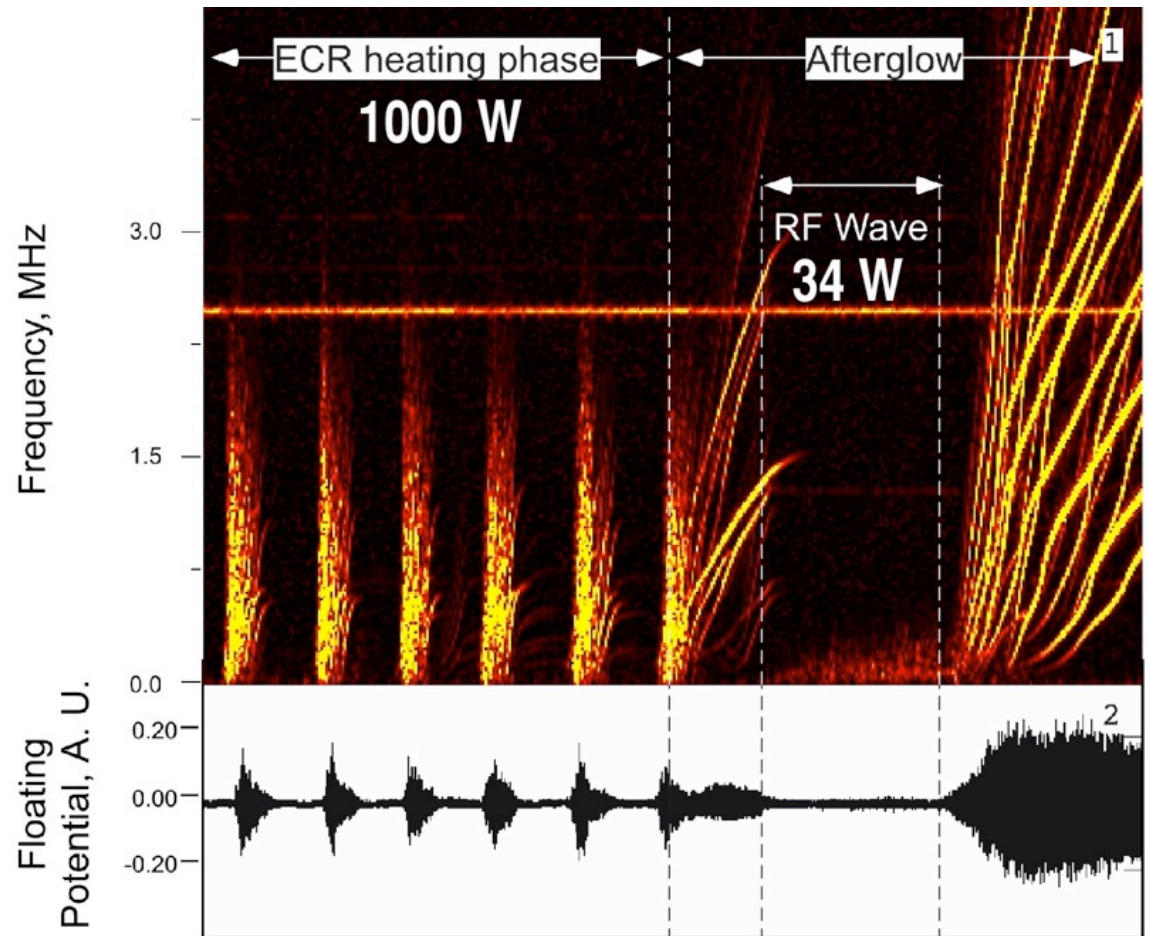 ECR heating phase
Afterglow
1
1000 W
RF Wave
34 W
Frequency, MHz
3.0
1.5
0.0
Floating
Potential, A. U.
0.20
0.00
-0.20
2